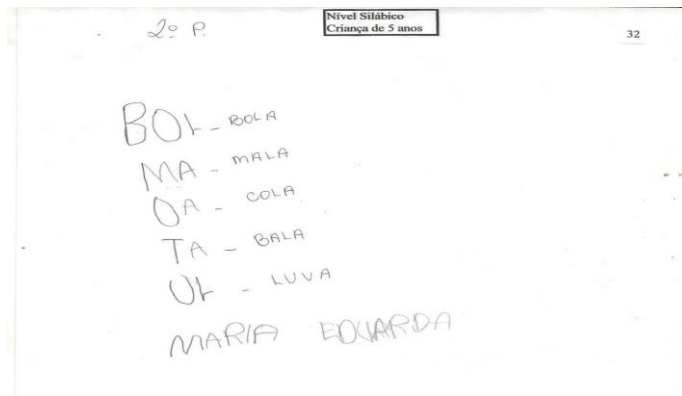 2º P.
Nível Silábico
Criança de 5 anos
32
BOL - BOLA
MA - MALA
OA - COLA
TA - BALA
UL - LUVA
MARIA EDUARDA